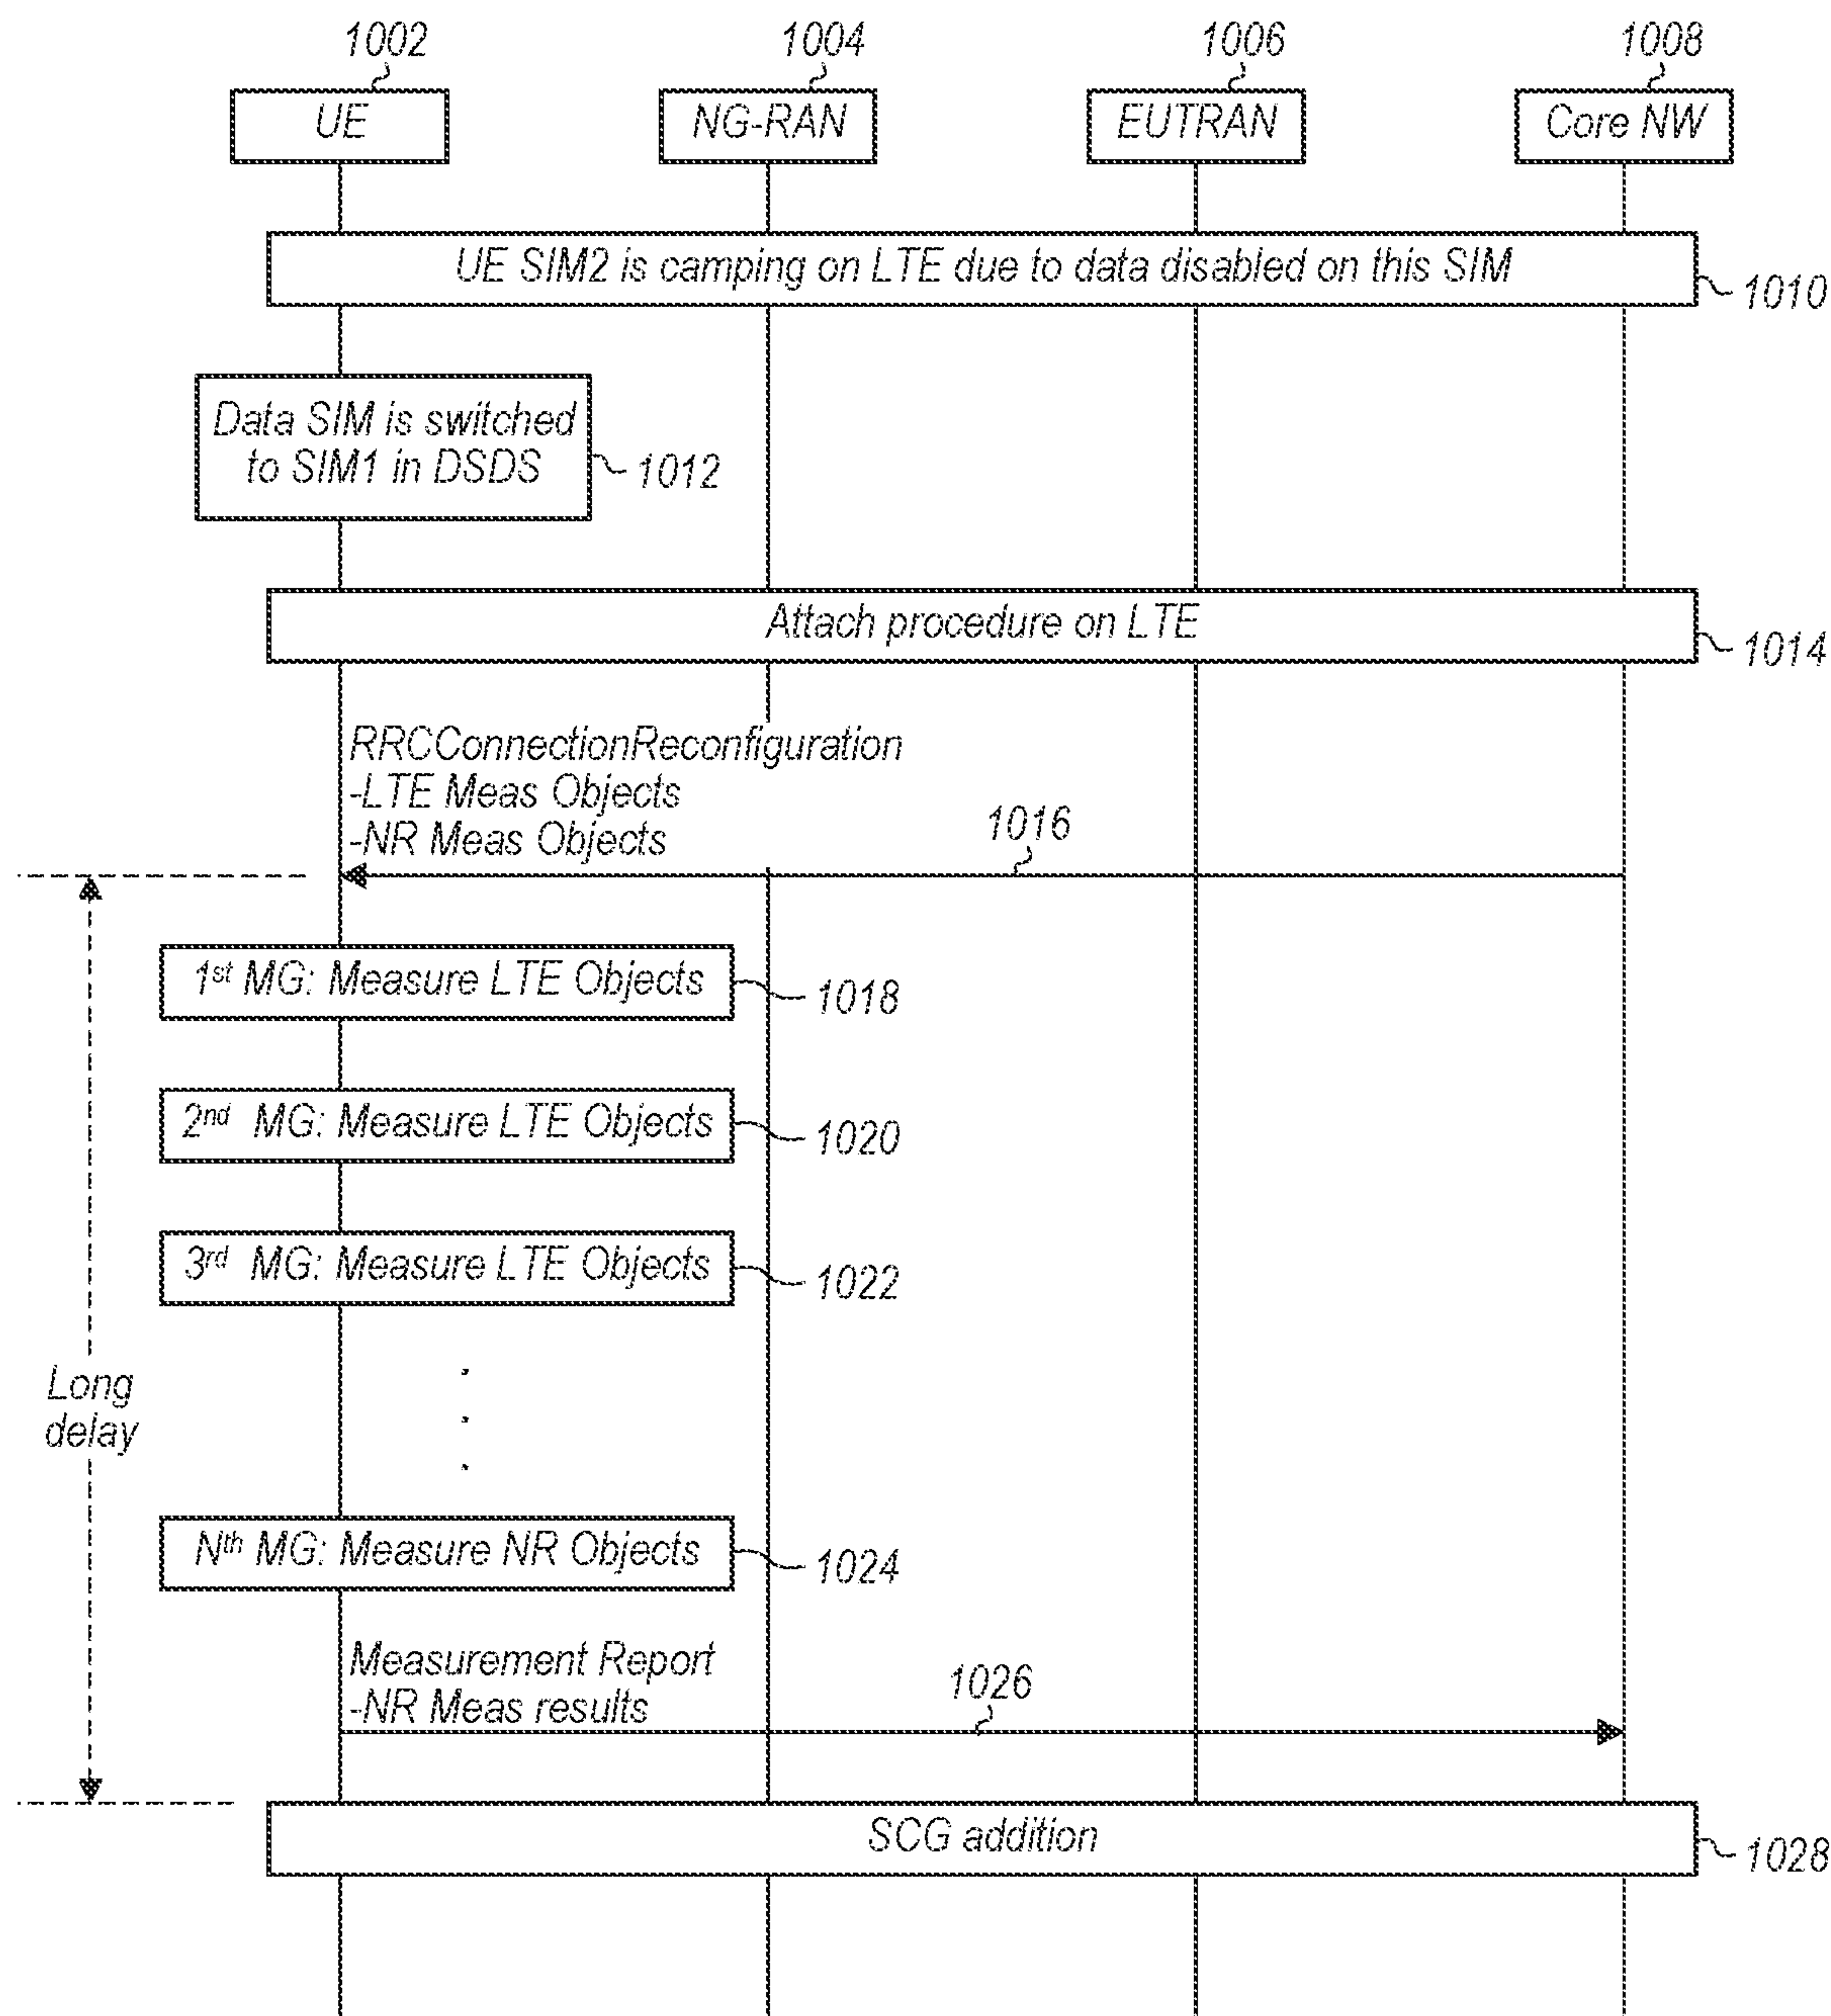 1002
1004
1006
1008
UE
NG-RAN
EUTRAN
Core NW
UE SIM2 is camping on LTE due to data disabled on this SIM
1010
Data SIM is switched
to SIM1 in DSDS
1012
Attach procedure on LTE
1014
RRCConnectionReconfiguration
-LTE Meas Objects
-NR Meas Objects
1016
1st MG: Measure LTE Objects
1018
2nd MG: Measure LTE Objects
1020
3rd MG: Measure LTE Objects
1022
Long
delay
.
.
.
Nth MG: Measure NR Objects
1024
Measurement Report
-NR Meas results
1026
SCG addition
1028